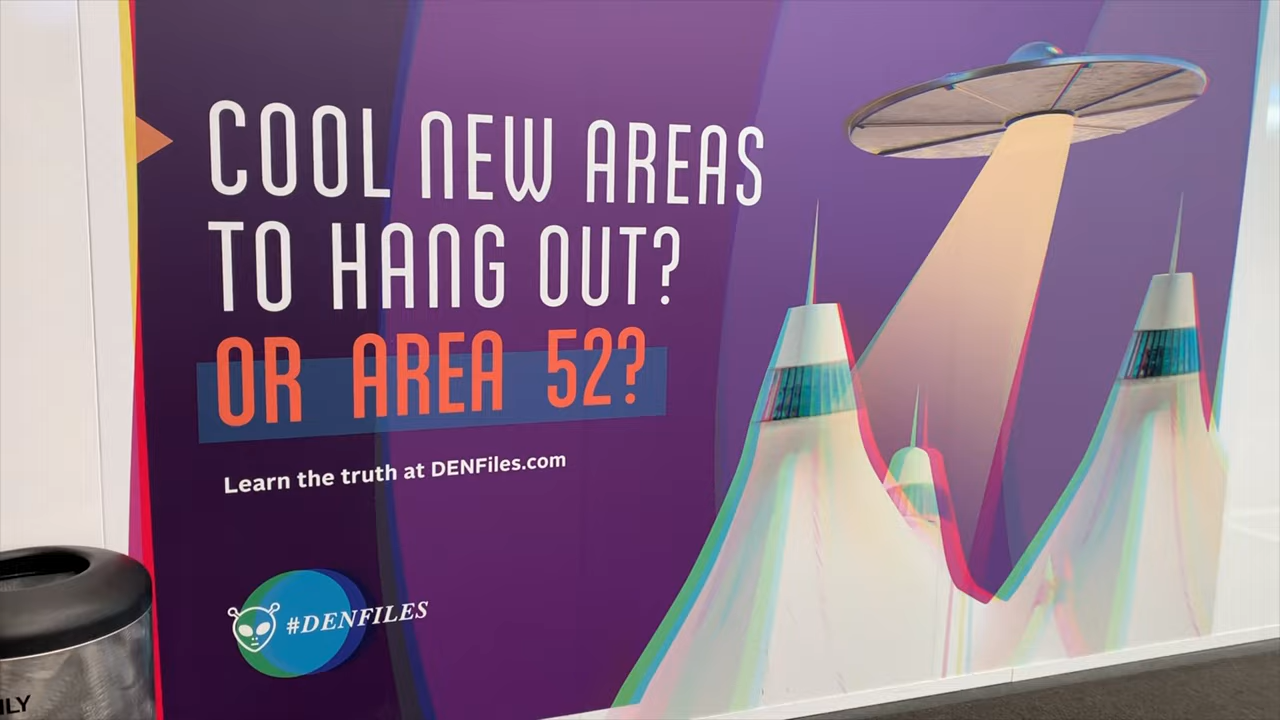 COOL NEW AREAS
TO HANG OUT?
OR AREA 52?
Learn the truth at DENFiles.com
#DENFILES